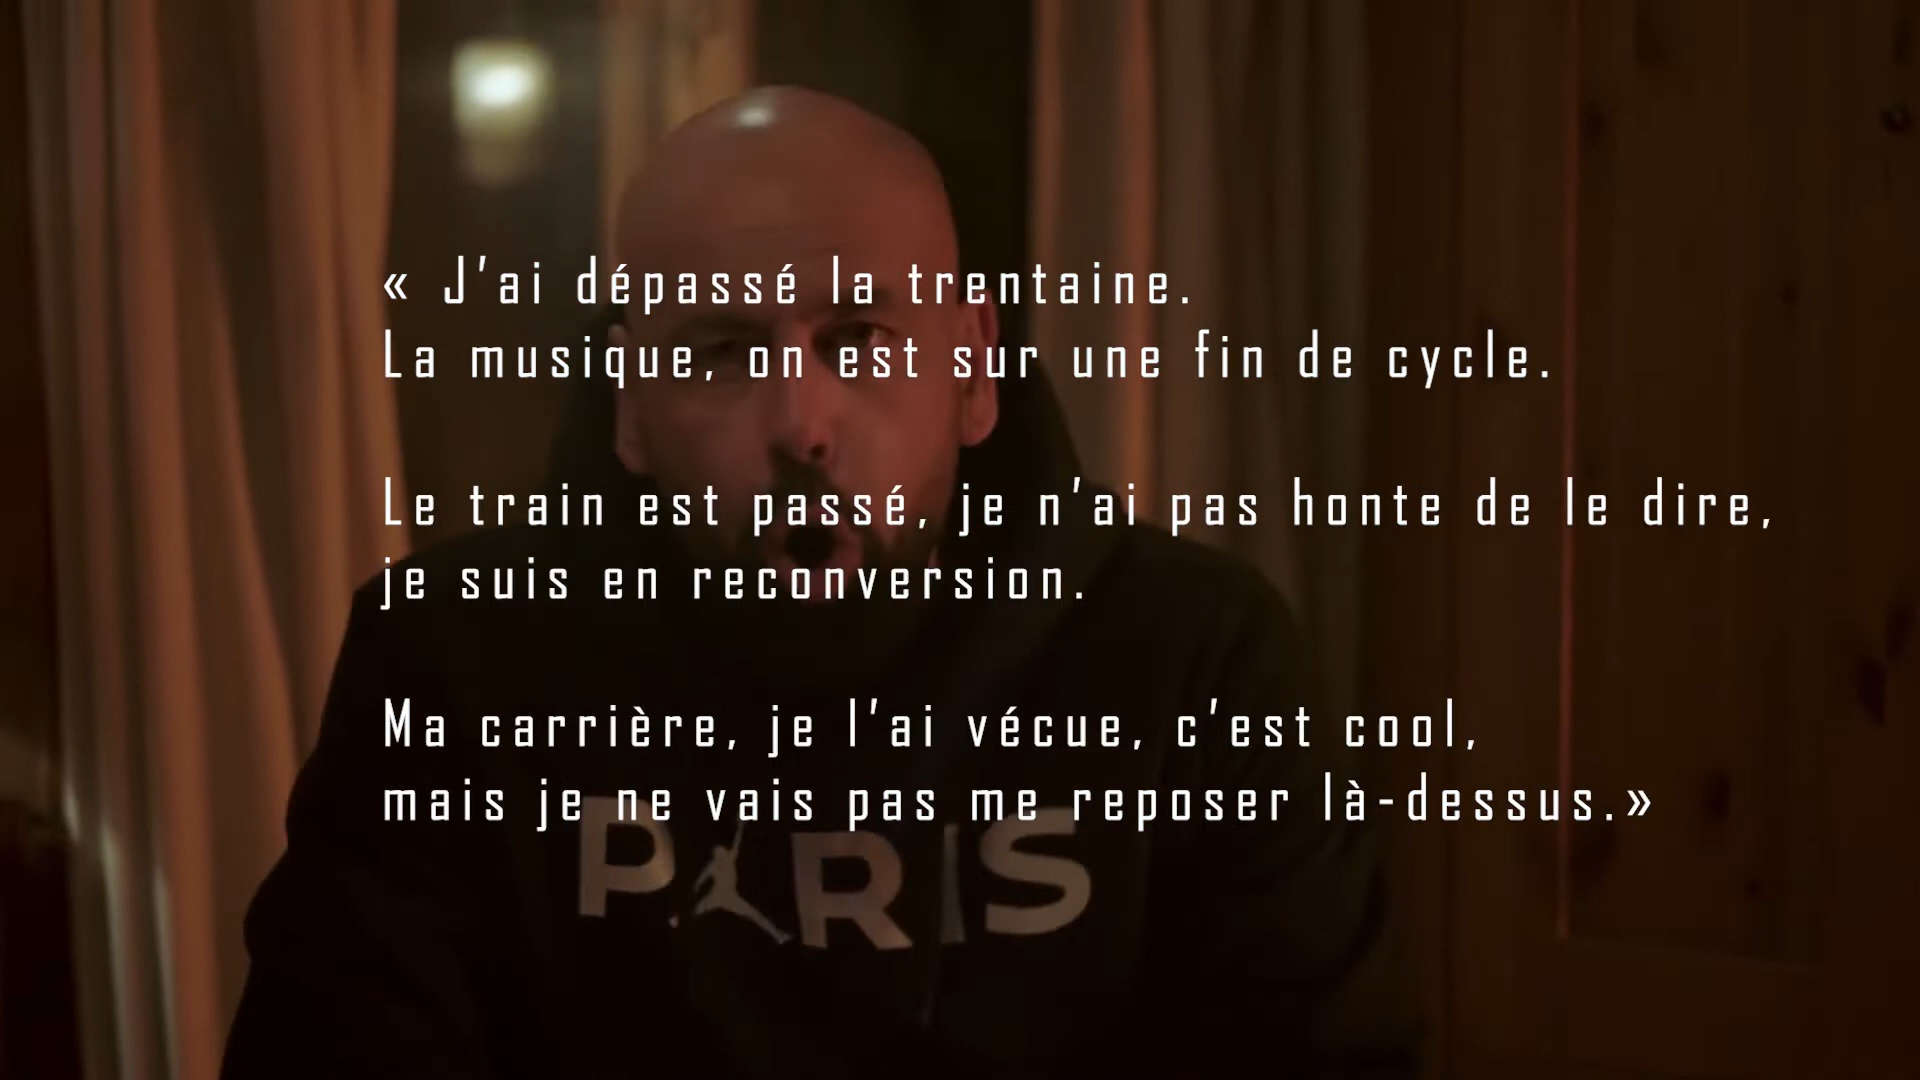 « J’ai dépassé la trentaine.
La musique, on est sur une fin de cycle.
Le train est passé, je n’ai pas honte de le dire,
je suis en reconversion.
Ma carrière, je l’ai vécue, c’est cool,
mais je ne vais pas me reposer là-dessus.»
PARIS